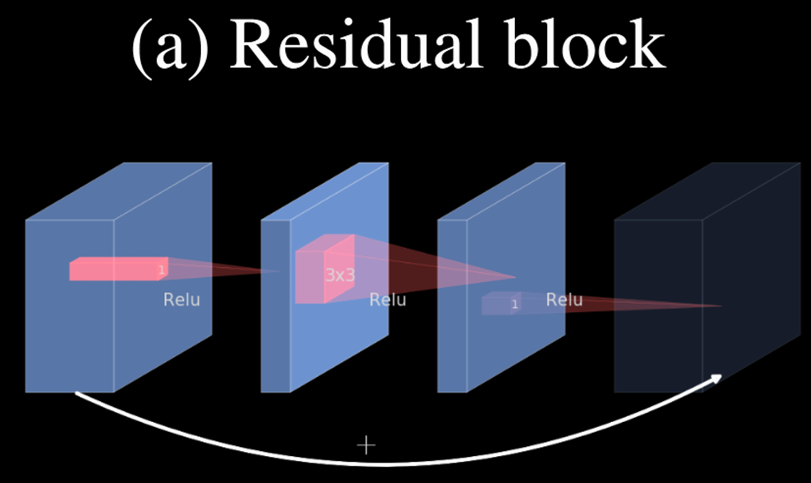 (a) Residual block
1
3x3
1
Relu
Relu
Relu
+